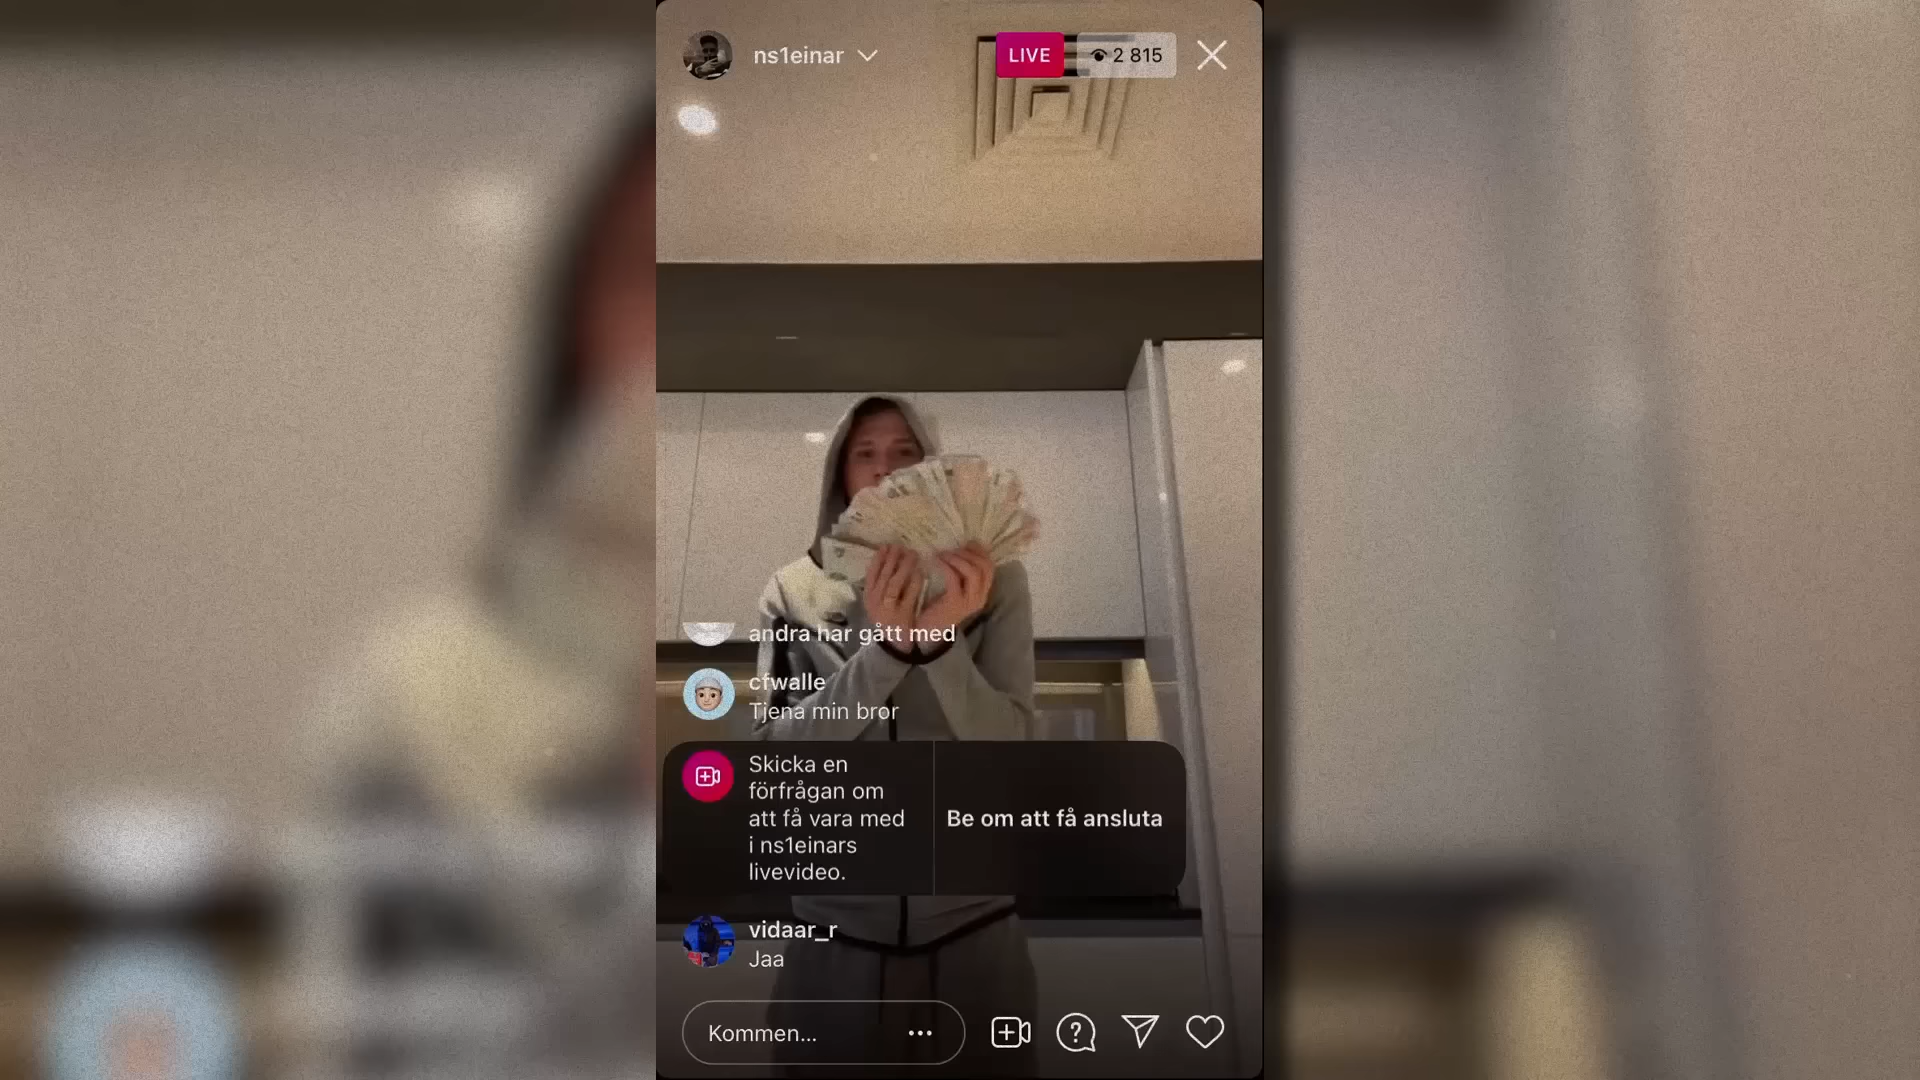 ns1einar
LIVE
2 815
andra har gått med
cfwalle
Tjena min bror
Skicka en
förfrågan om
att få vara med
i ns1einars
livevideo.
Be om att få ansluta
vidaar_r
Jaa
Kommen...